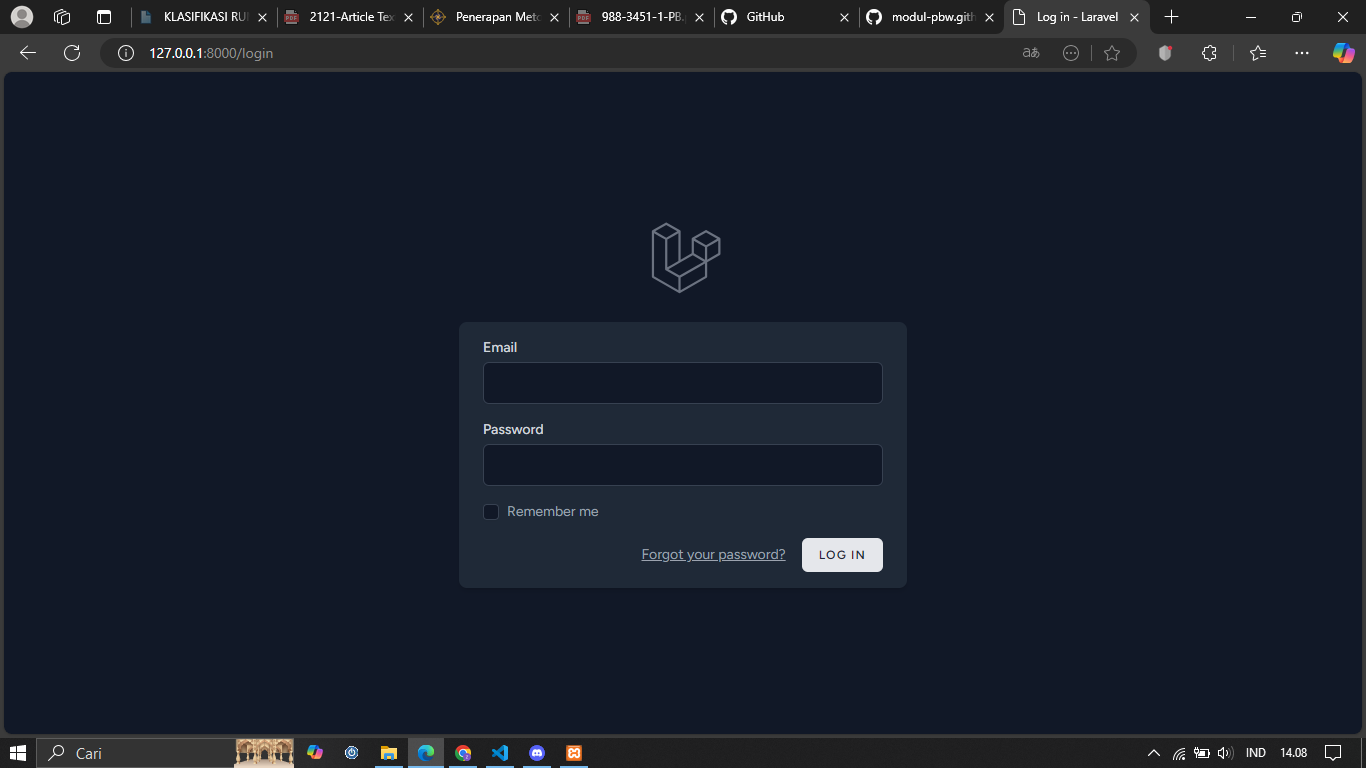 KLASIFIKASI RU
2121-Article Tex
Penerapan Meto
988-3451-1-PB.
GitHub
modul-pbw.gith
Log in - Laravel
127.0.0.1:8000/login
Email
Password
Remember me
Forgot your password?
LOG IN
Cari
IND
14.08